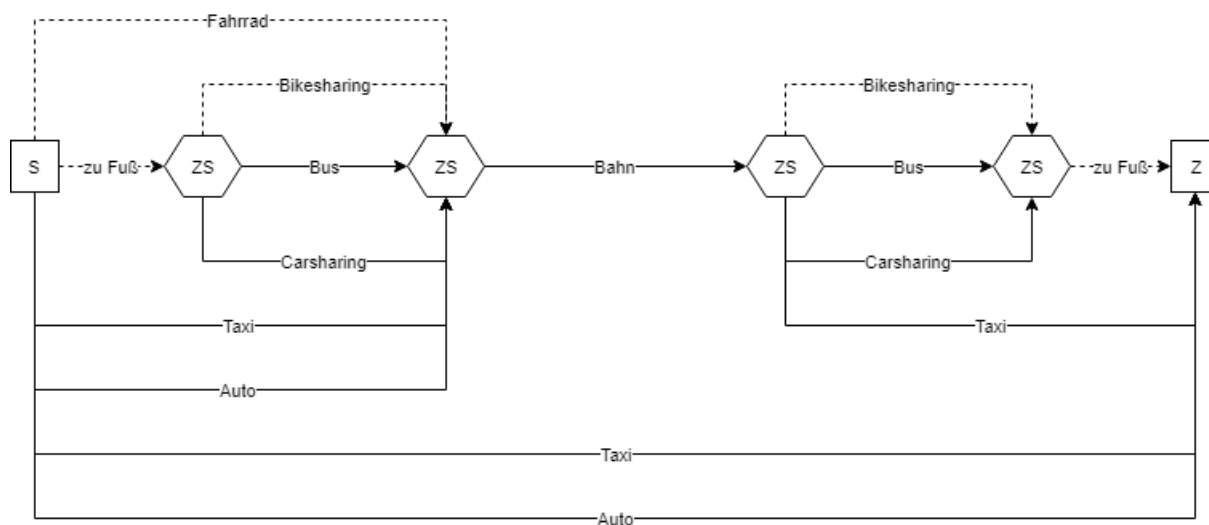 Fahrrad
Bikesharing
Bikesharing
S
zu Fuß
ZS
Bus
ZS
Bahn
ZS
Bus
ZS
zu Fuß
Z
Carsharing
Carsharing
Taxi
Taxi
Auto
Taxi
Auto